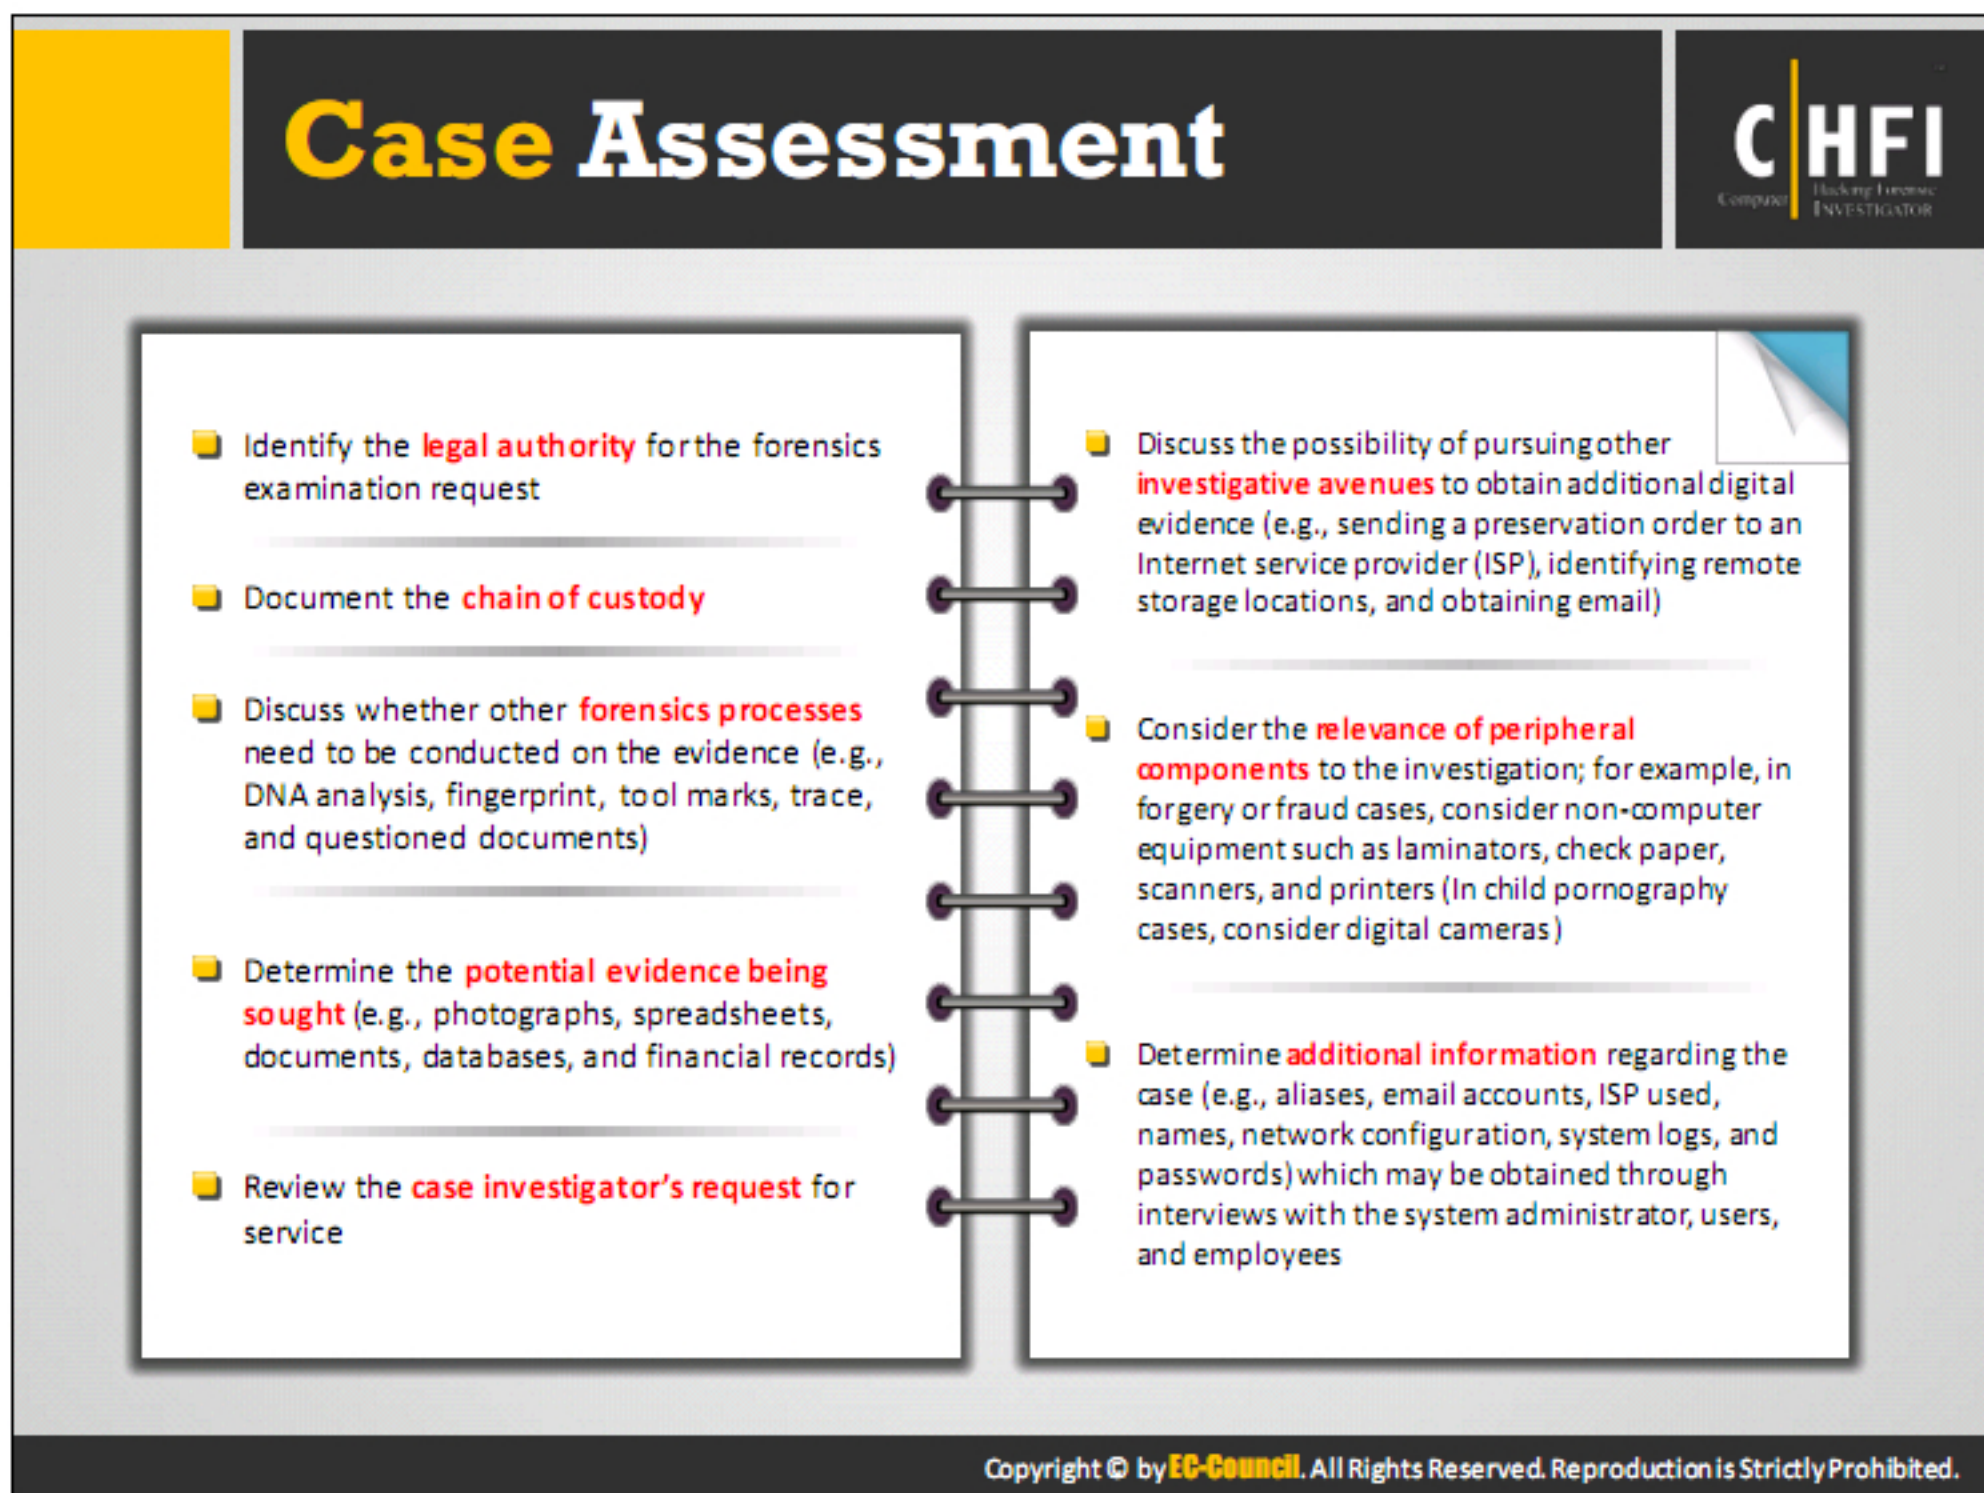 Case Assessment
C HFI
Computer
Hacking Forensic
INVESTIGATOR
Identify the legal authority for the forensics
examination request
Document the chain of custody
Discuss whether other forensics processes
need to be conducted on the evidence (e.g.,
DNA analysis, fingerprint, tool marks, trace,
and questioned documents)
Determine the potential evidence being
sought (e.g., photographs, spreadsheets,
documents, databases, and financial records)
Review the case investigator's request for
service
Discuss the possibility of pursuing other
investigative avenues to obtain additional digital
evidence (e.g., sending a preservation order to an
Internet service provider (ISP), identifying remote
storage locations, and obtaining email)
Consider the relevance of peripheral
components to the investigation; for example, in
forgery or fraud cases, consider non-computer
equipment such as laminators, check paper,
scanners, and printers (In child pornography
cases, consider digital cameras)
Determine additional information regarding the
case (e.g., aliases, email accounts, ISP used,
names, network configuration, system logs, and
passwords) which may be obtained through
interviews with the system administrator, users,
and employees
Copyright © by EC-Council. All Rights Reserved. Reproduction is Strictly Prohibited.